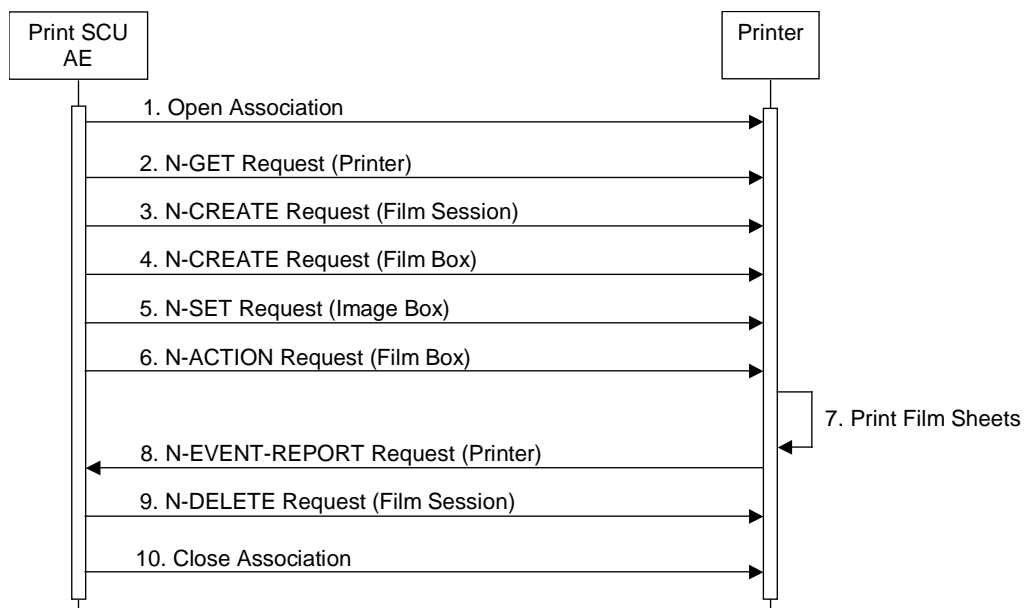 Print SCU
AE
Printer
1. Open Association
2. N-GET Request (Printer)
3. N-CREATE Request (Film Session)
4. N-CREATE Request (Film Box)
5. N-SET Request (Image Box)
6. N-ACTION Request (Film Box)
7. Print Film Sheets
8. N-EVENT-REPORT Request (Printer)
9. N-DELETE Request (Film Session)
10. Close Association